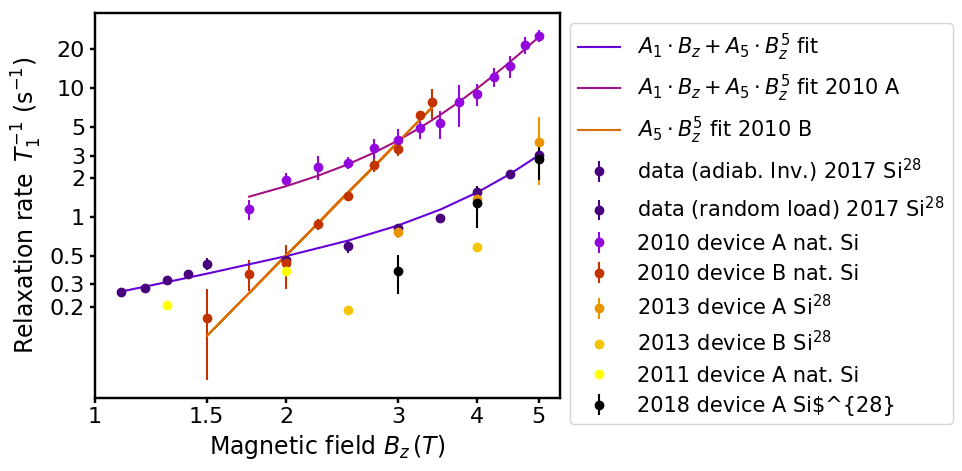 Relaxation rate $T_1^{-1}$ (s$^{-1}$)
20
10
5
3
2
1
0.5
0.3
0.2
1
1.5
2
3
4
5
Magnetic field $B_z\,(T)$
$A_1 \cdot B_z + A_5 \cdot B_z^5$ fit
$A_1 \cdot B_z + A_5 \cdot B_z^5$ fit 2010 A
$A_5 \cdot B_z^5$ fit 2010 B
data (adiab. Inv.) 2017 Si$^{28}$
data (random load) 2017 Si$^{28}$
2010 device A nat. Si
2010 device B nat. Si
2013 device A Si$^{28}$
2013 device B Si$^{28}$
2011 device A nat. Si
2018 device A Si$^{28}